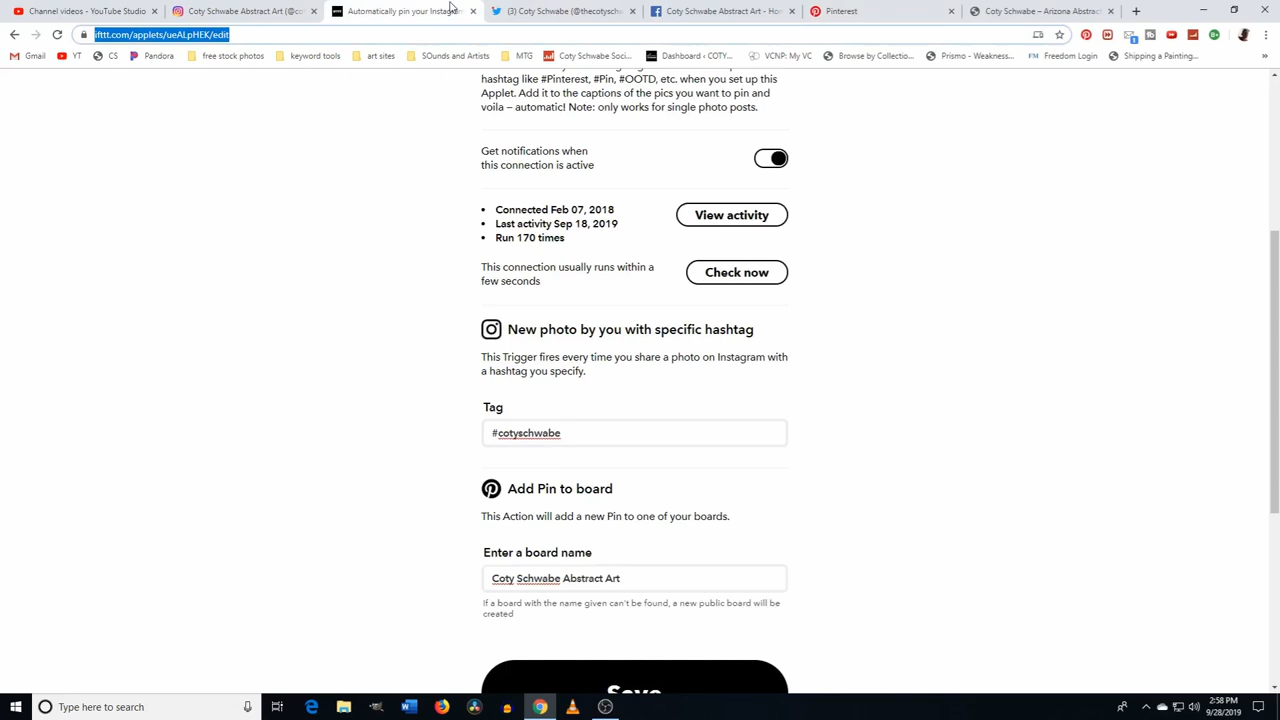 Channel videos - YouTube Studio
Coty Schwabe Abstract Art (@co
Automatically pin your Instagram
(3) Coty Schwabe (@thecotyschw
Coty Schwabe Abstract Art - Ho
Pinterest
Coty Schwabe – Arizona Abstract
ifttt.com/applets/ueALpHEK/edit
Gmail
YT
CS
Pandora
free stock photos
keyword tools
art sites
SOunds and Artists
MTG
Coty Schwabe Soci...
Dashboard ‹ COTY...
VCNP: My VC
Browse by Collectio...
Prismo - Weakness...
Freedom Login
Shipping a Painting...
hashtag like #Pinterest, #Pin, #OOTD, etc. when you set up this
Applet. Add it to the captions of the pics you want to pin and
voila – automatic! Note: only works for single photo posts.
Get notifications when
this connection is active
• Connected Feb 07, 2018
• Last activity Sep 18, 2019
• Run 170 times
View activity
This connection usually runs within a
few seconds
Check now
New photo by you with specific hashtag
This Trigger fires every time you share a photo on Instagram with
a hashtag you specify.
Tag
#cotyschwabe
Add Pin to board
This Action will add a new Pin to one of your boards.
Enter a board name
Coty Schwabe Abstract Art
If a board with the name given can't be found, a new public board will be
created
Save
Type here to search
2:58 PM
9/28/2019